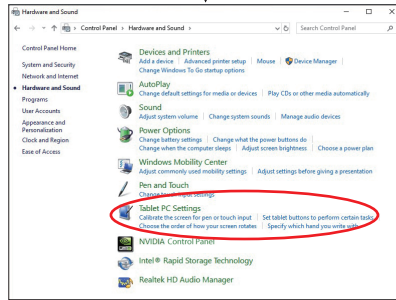 Hardware and Sound
Control Panel > Hardware and Sound >
Search Control Panel
Control Panel Home
System and Security
Network and Internet
Hardware and Sound
Programs
User Accounts
Appearance and
Personalization
Clock and Region
Ease of Access
Devices and Printers
Add a device | Advanced printer setup | Mouse | Device Manager |
Change Windows To Go startup options
AutoPlay
Change default settings for media or devices | Play CDs or other media automatically
Sound
Adjust system volume | Change system sounds | Manage audio devices
Power Options
Change battery settings | Change what the power buttons do |
Change when the computer sleeps | Adjust screen brightness | Choose a power plan
Windows Mobility Center
Adjust commonly used mobility settings | Adjust settings before giving a presentation
Pen and Touch
Change touch input settings
Tablet PC Settings
Calibrate the screen for pen or touch input | Set tablet buttons to perform certain tasks
Choose the order of how your screen rotates | Specify which hand you write with
NVIDIA Control Panel
Intel® Rapid Storage Technology
Realtek HD Audio Manager